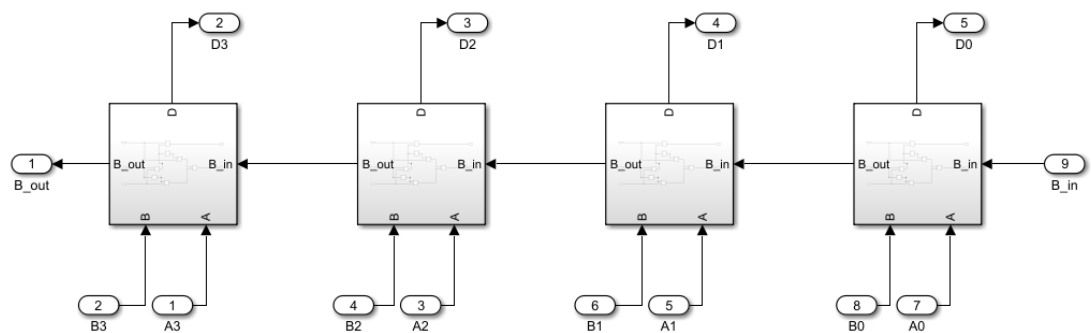 2 3 4 5
D3 D2 D1 D0
D D D D
1 B_out B_in B_out B_in B_out B_in B_out B_in 9
B_out B_in
B A B A B A B A
2 1 4 3 6 5 8 7
B3 A3 B2 A2 B1 A1 B0 A0